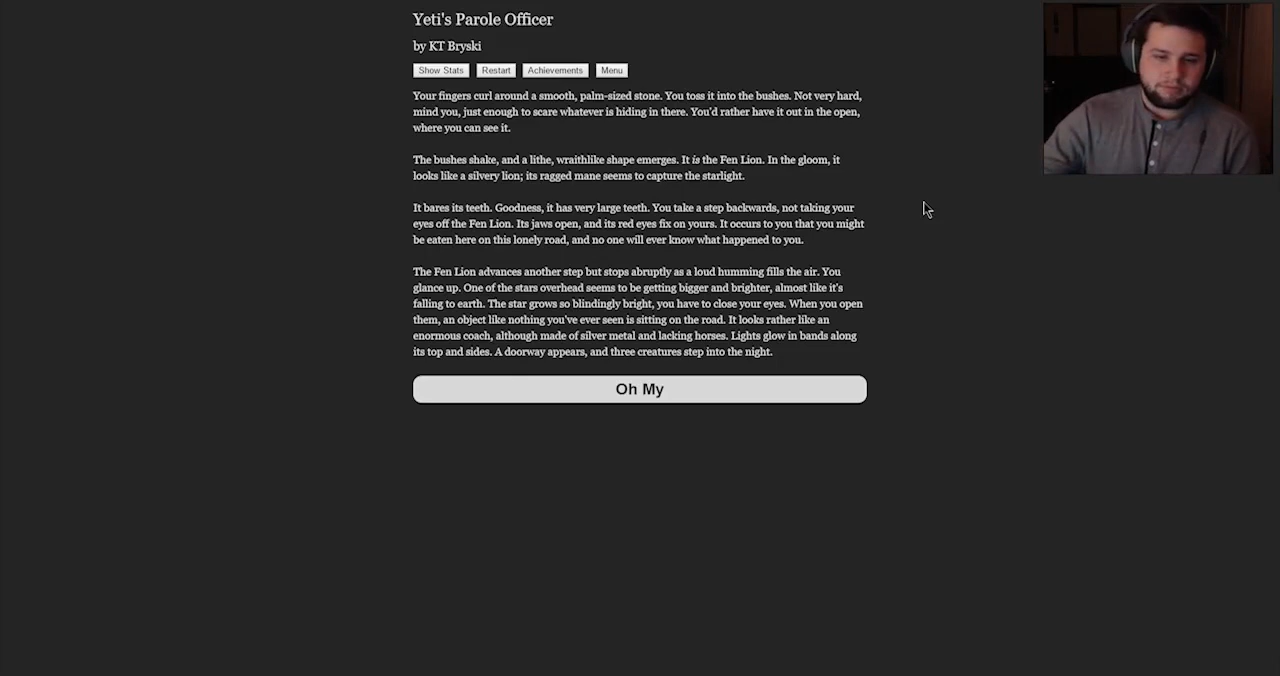 Yeti's Parole Officer
by KT Bryski
Show Stats Restart Achievements Menu
Your fingers curl around a smooth, palm-sized stone. You toss it into the bushes. Not very hard,
mind you, just enough to scare whatever is hiding in there. You'd rather have it out in the open,
where you can see it.
The bushes shake, and a lithe, wraithlike shape emerges. It is the Fen Lion. In the gloom, it
looks like a silvery lion; its ragged mane seems to capture the starlight.
It bares its teeth. Goodness, it has very large teeth. You take a step backwards, not taking your
eyes off the Fen Lion. Its jaws open, and its red eyes fix on yours. It occurs to you that you might
be eaten here on this lonely road, and no one will ever know what happened to you.
The Fen Lion advances another step but stops abruptly as a loud humming fills the air. You
glance up. One of the stars overhead seems to be getting bigger and brighter, almost like it's
falling to earth. The star grows so blindingly bright, you have to close your eyes. When you open
them, an object like nothing you've ever seen is sitting on the road. It looks rather like an
enormous coach, although made of silver metal and lacking horses. Lights glow in bands along
its top and sides. A doorway appears, and three creatures step into the night.
Oh My